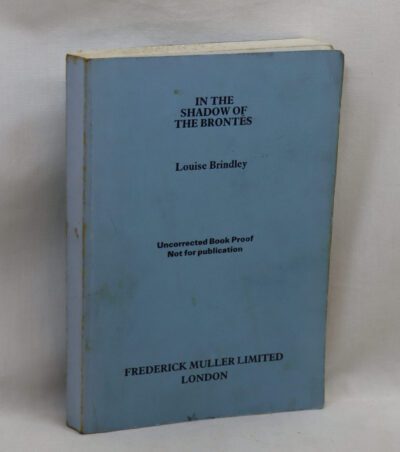 IN THE
SHADOW OF
THE BRONTËS
Louise Brindley
Uncorrected Book Proof
Not for publication
FREDERICK MULLER LIMITED
LONDON